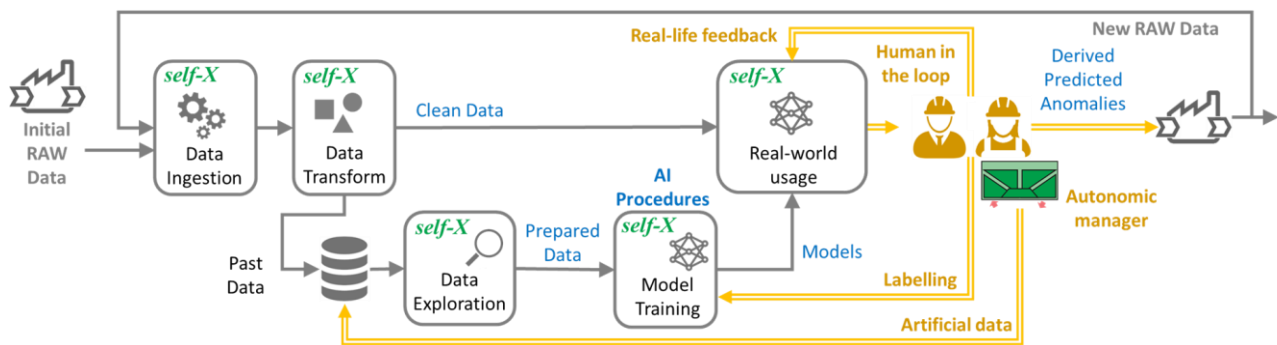 New RAW Data
Real-life feedback
Human in
the loop
Derived
Predicted
Anomalies
self-X
self-X
self-X
Initial
RAW
Data
Data
Ingestion
Data
Transform
Clean Data
Real-world
usage
AI
Procedures
Autonomic
manager
self-X
self-X
Past
Data
Data
Exploration
Prepared
Data
Model
Training
Models
Labelling
Artificial data